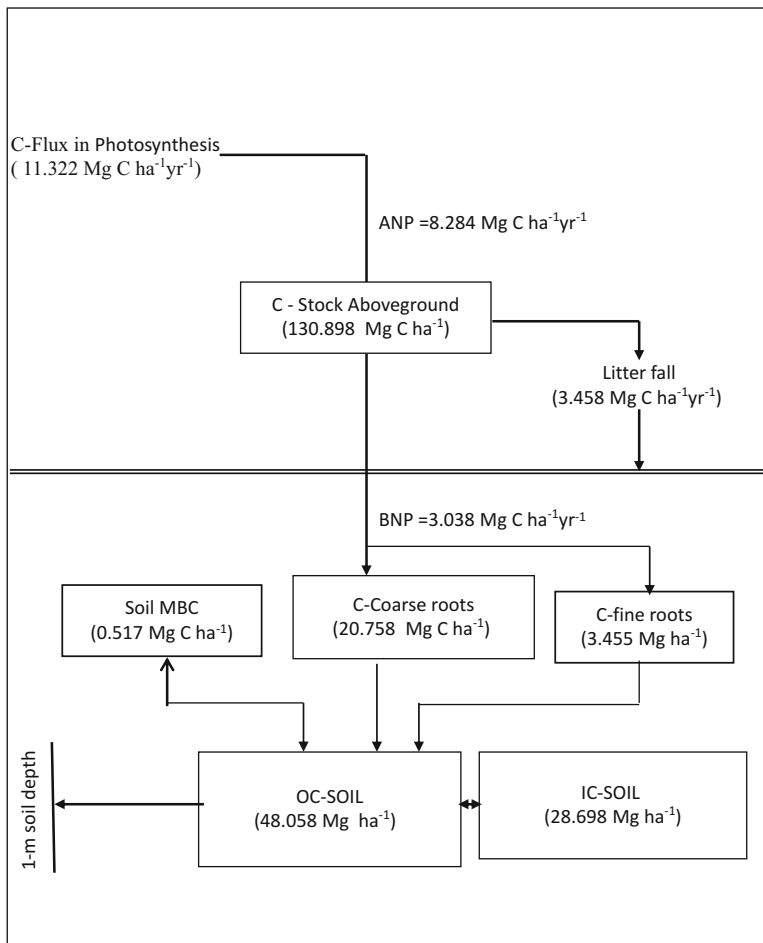 C-Flux in Photosynthesis
( 11.322 Mg C ha⁻¹yr⁻¹)
ANP =8.284 Mg C ha⁻¹yr⁻¹
C - Stock Aboveground
(130.898 Mg C ha⁻¹)
Litter fall
(3.458 Mg C ha⁻¹yr⁻¹)
BNP =3.038 Mg C ha⁻¹yr⁻¹
Soil MBC
(0.517 Mg C ha⁻¹)
C-Coarse roots
(20.758 Mg C ha⁻¹)
C-fine roots
(3.455 Mg ha⁻¹)
1-m soil depth
OC-SOIL
(48.058 Mg ha⁻¹)
IC-SOIL
(28.698 Mg ha⁻¹)